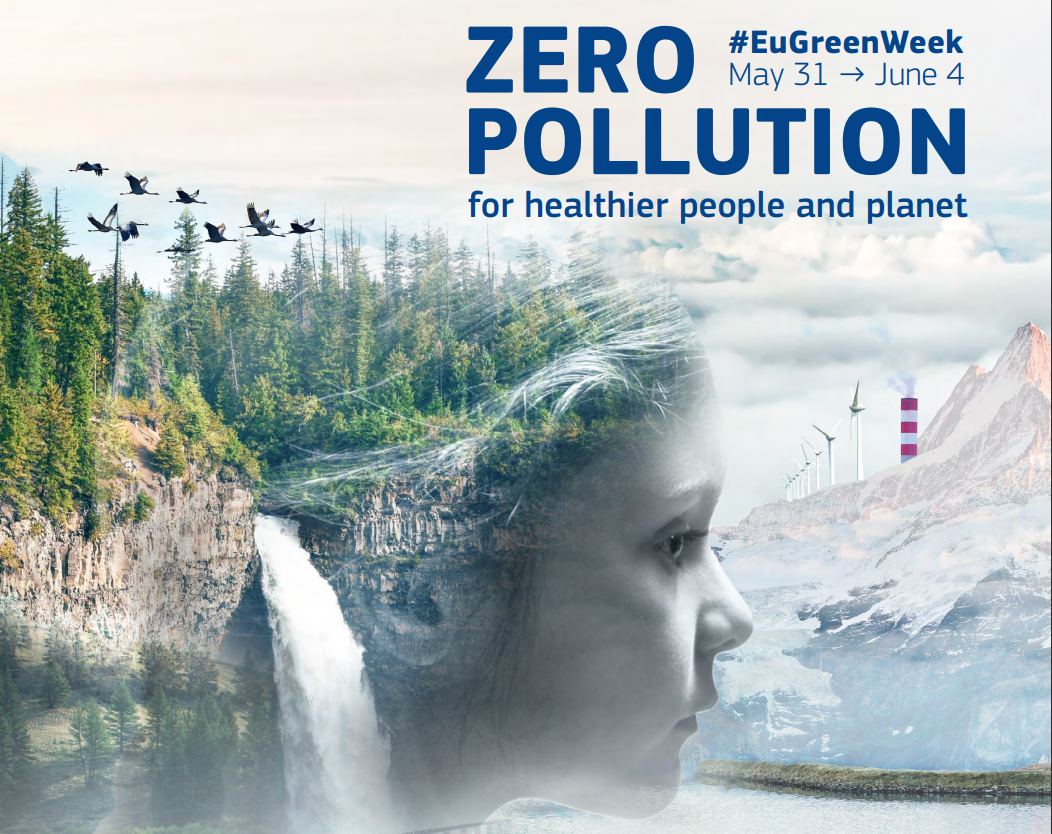 ZERO
#EuGreenWeek
May 31 → June 4
POLLUTION
for healthier people and planet